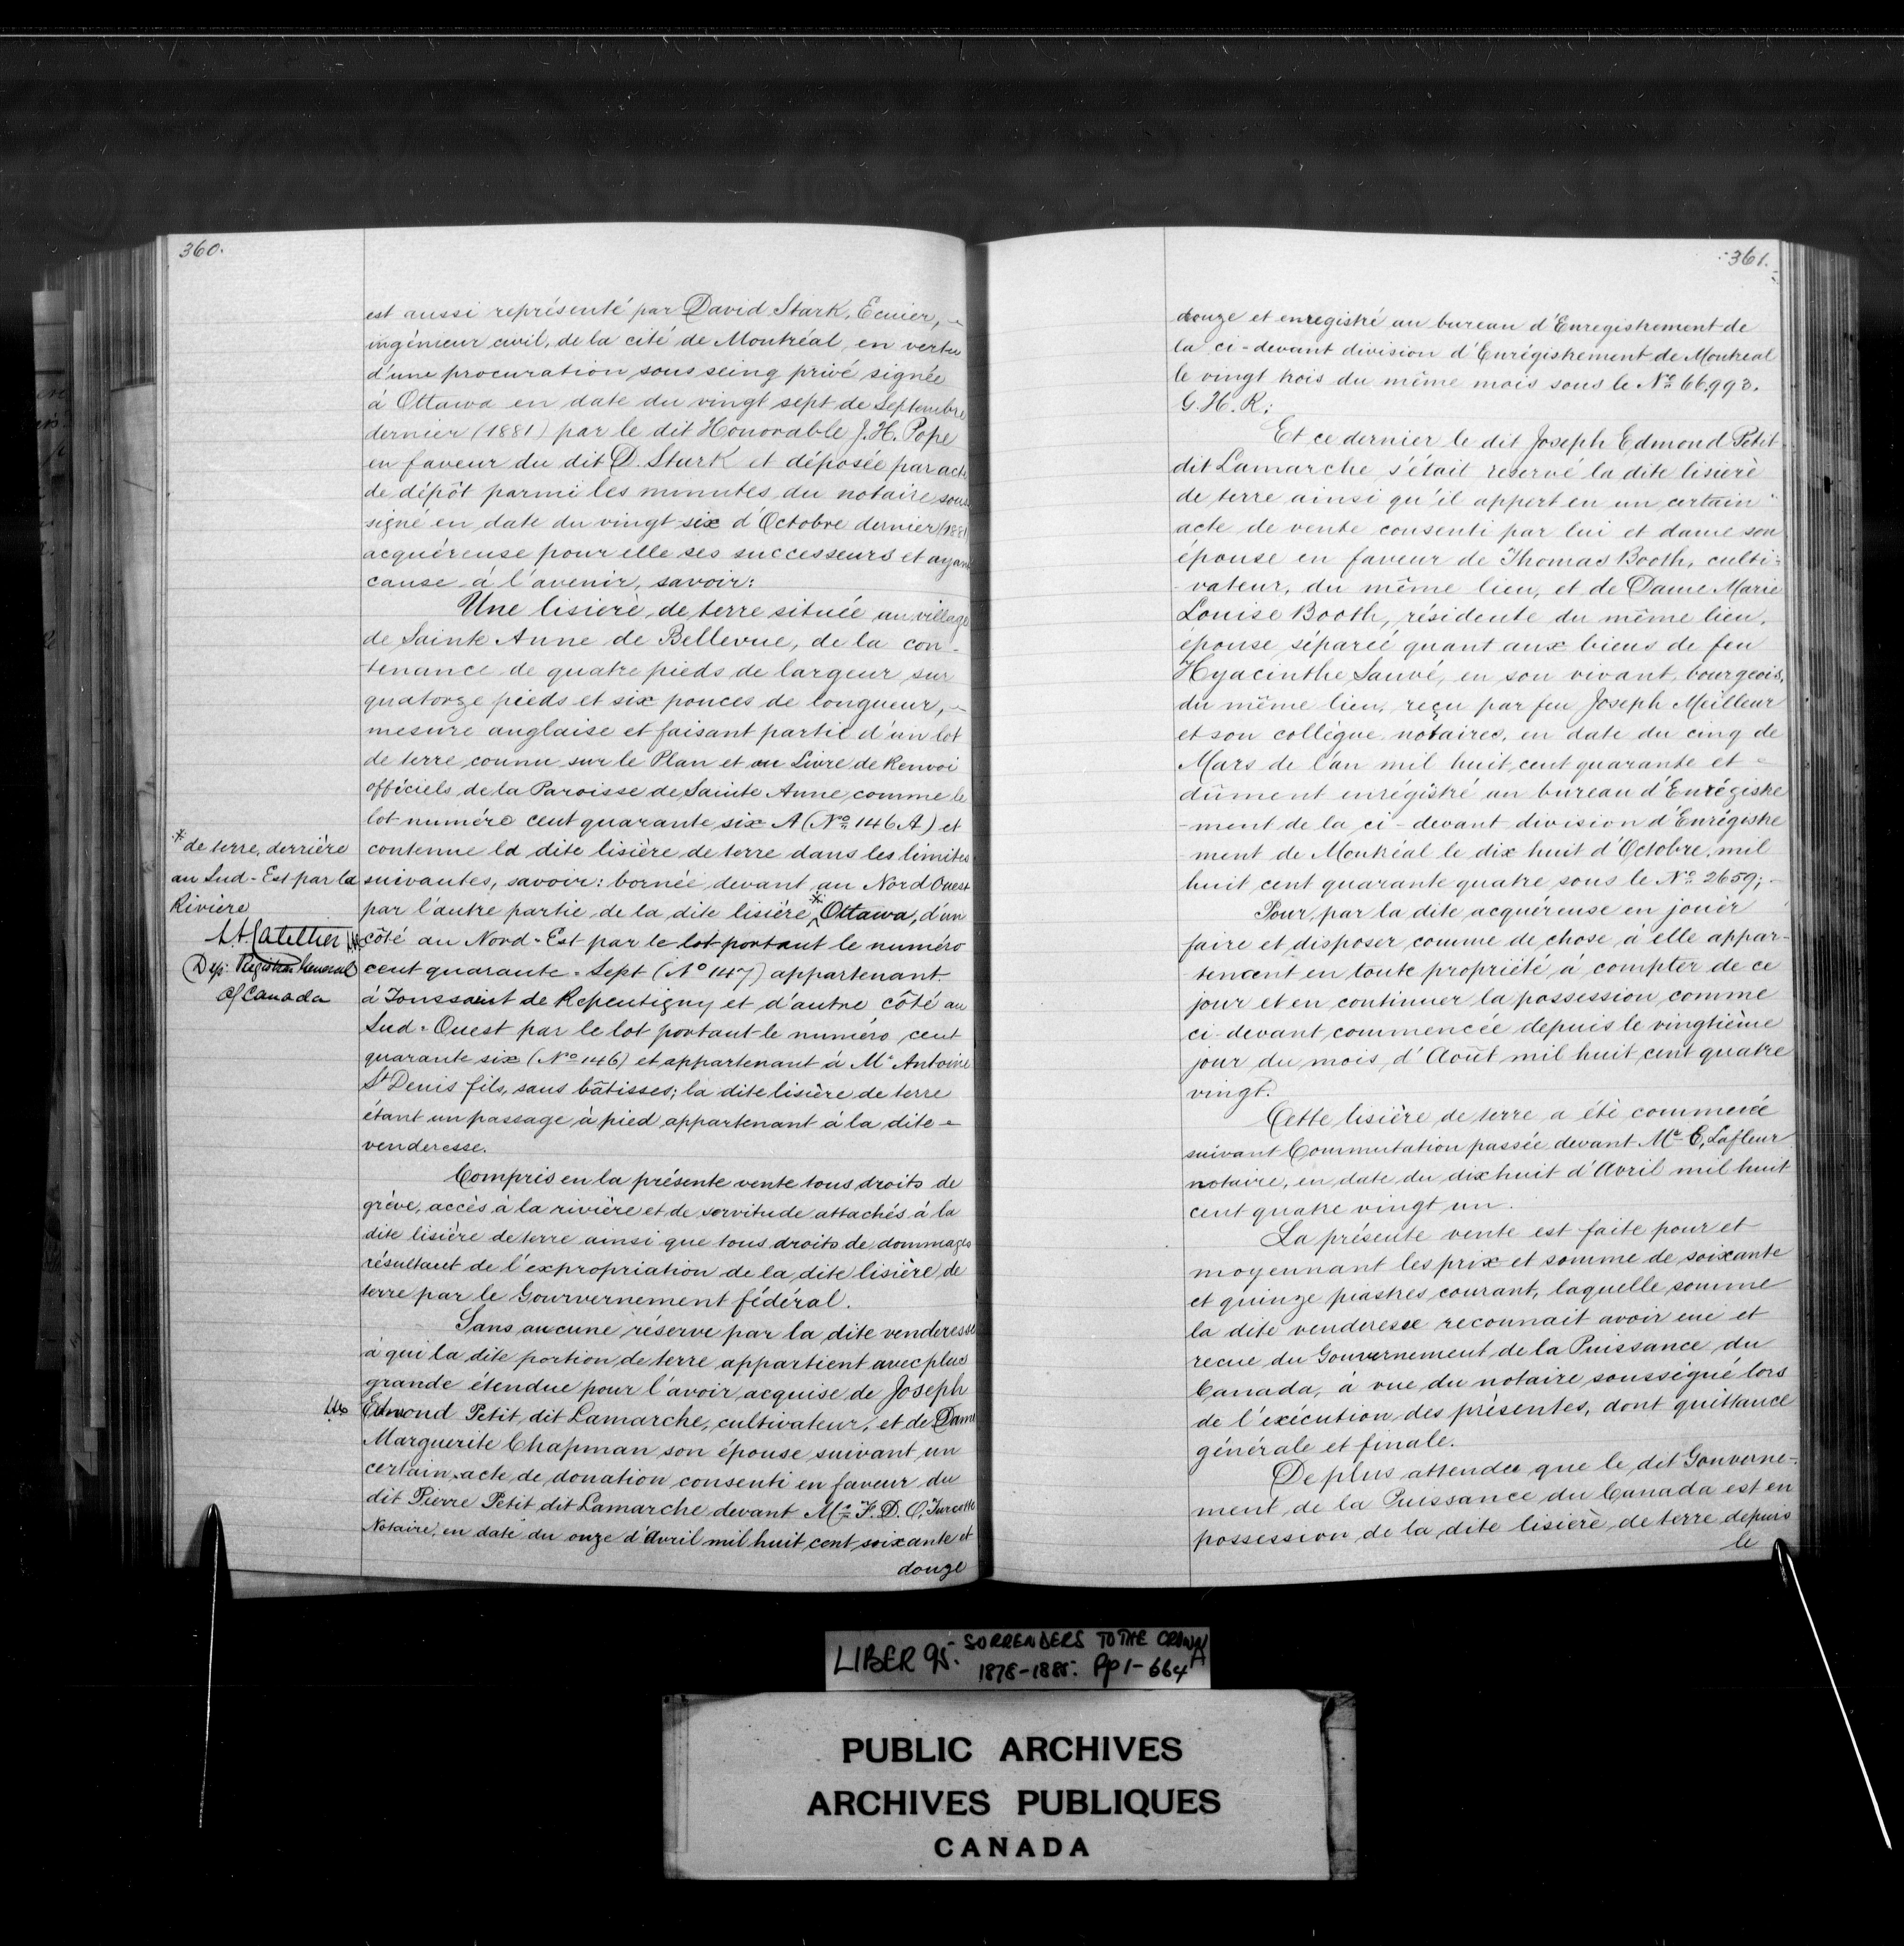 360.
est aussi représenté par David Stark, Ecuier,
ingénieur civil, de la cité de Montréal, en vertu
d'une procuration sous seing privé signée
à Ottawa en date du vingt sept de Septembre
dernier (1881) par le dit Honorable J. H. Pope
en faveur du dit D. Stark et déposée par acte
de dépôt parmi les minutes du notaire sous
signé en date du vingt six d'Octobre dernier (1881
acquéreuse pour elle ses successeurs et ayant
cause à l'avenir, savoir:
Une lisière de terre située au village
de Sainte Anne de Bellevue, de la con-
tenance de quatre pieds de largeur sur
quatorze pieds et six pouces de longueur,
mesure anglaise et faisant partie d'un lot
de terre connu sur le Plan et au Livre de Renvoi
officiels de la Paroisse de Sainte Anne comme le
lot numéro cent quarante six A (No 146 A) et
contenue la dite lisière de terre dans les limites
suivantes, savoir: bornée devant au Nord Ouest
par l'autre partie de la dite lisière * Ottawa, d'un
côté au Nord-Est par le lot portant le numéro
cent quarante-Sept (No 147) appartenant
à Toussaint de Repentigny et d'autre côté au
Sud-Ouest par le lot portant le numéro cent
quarante six (No 146) et appartenant à Mr Antoine
St Denis fils, sans bâtisses; la dite lisière de terre
étant un passage à pied appartenant à la dite
venderesse.
Compris en la présente vente tous droits de
grève, accès à la rivière et de servitude attachés à la
dite lisière de terre ainsi que tous droits de dommages
résultant de l'expropriation de la dite lisière de
terre par le Gouvernement fédéral.
Sans aucune réserve par la dite venderesse
à qui la dite portion de terre appartient avec plus
grande étendue pour l'avoir acquise de Joseph
Edmond Petit dit Lamarche, cultivateur, et de Dame
Marguerite Chapman son épouse suivant un
certain acte de donation consenti en faveur du
dit Pierre Petit dit Lamarche devant Me F. D. O. Turcotte
Notaire, en date du onze d'Avril mil huit cent soixante et
douze
* de terre, derrière
au Sud-Est par la
Rivière
L. A. Catellier
Dep. Registrar General
of Canada
361.
douze et enregistré au bureau d'Enregistrement de
la ci-devant division d'Enrégistrement de Montreal
le vingt trois du même mois sous le No 66.993.
G. H. R;
Et ce dernier le dit Joseph Edmond Petit
dit Lamarche s'était reservé la dite lisière
de terre ainsi qu'il appert en un certain
acte de vente consenti par lui et dame son
épouse en faveur de Thomas Booth, culti-
-vateur, du même lieu, et de Dame Marie
Louise Booth, résidente du même lieu,
epouse séparée quant aux biens de feu
Hyacinthe Sauvé, en son vivant, bourgeois,
du même lieu, reçu par feu Joseph Meilleur
et son collégue notaires, en date du cinq de
Mars de l'an mil huit cent quarante et
dûment enrégistré au bureau d'Enrégistre
-ment de la ci-devant division d'Enrégistre
-ment de Montréal le dix huit d'Octobre mil
huit cent quarante quatre sous le No 2659;
Pour, par la dite acquéreuse en jouir
faire et disposer comme de chose à elle appar-
tenant en toute propriété à compter de ce
jour et en continuer la possession comme
ci-devant commencée depuis le vingtième
jour du mois d'Août mil huit cent quatre
vingt.
Cette lisière de terre a été commuée
suivant Commutation passée devant Me C. Lafleur
notaire, en date du dix huit d'Avril mil huit
cent quatre vingt un.
La présente vente est faite pour et
moyennant les prix et somme de soixante
et quinze piastres courant, laquelle somme
la dite venderesse reconnait avoir eue et
recue du Gouvernement de la Puissance du
Canada, à vue du notaire soussigné lors
de l'exécution des présentes, dont quittance
générale et finale.
De plus attendu que le dit Gouverne-
ment de la Puissance du Canada est en
possession de la dite lisière de terre depuis
le
LIBER 95. SURRENDERS TO THE CROWN
1878-1885. Pp 1-664
PUBLIC ARCHIVES
ARCHIVES PUBLIQUES
CANADA